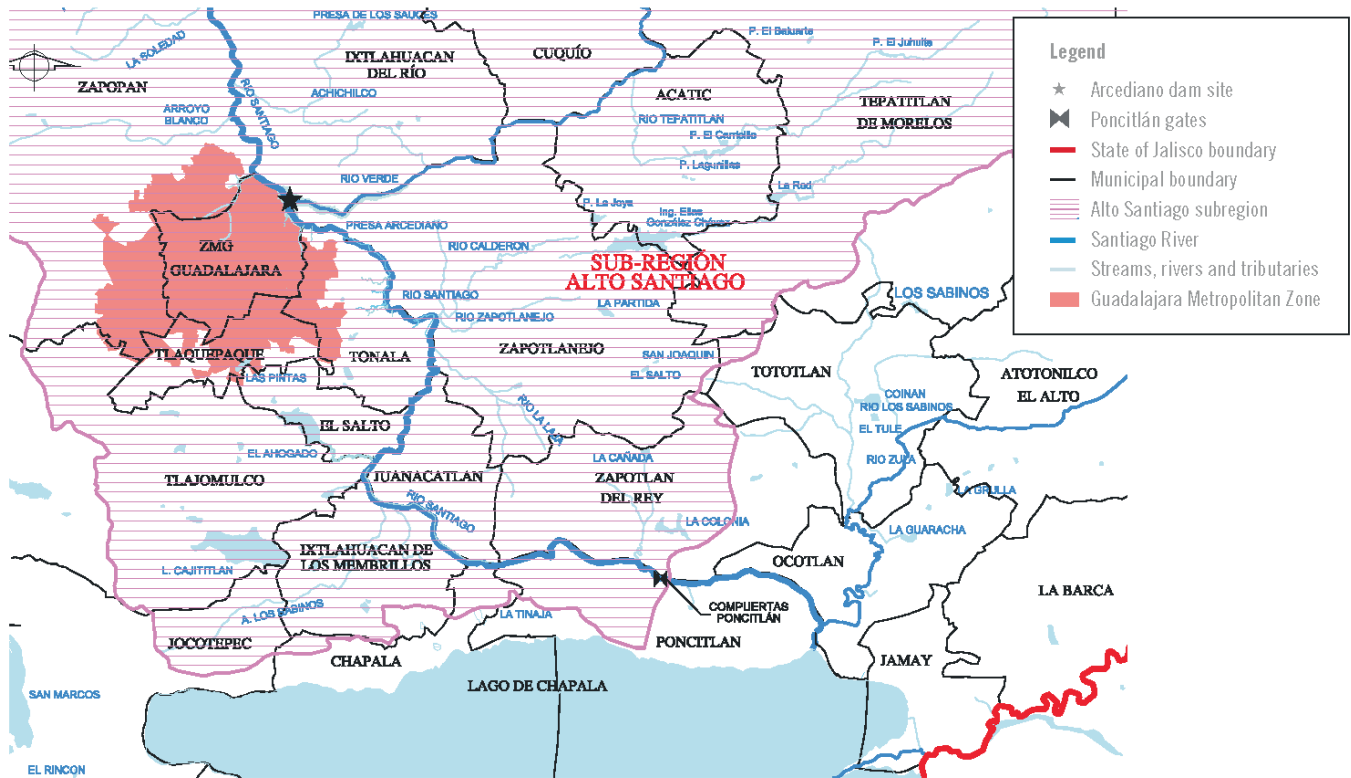 PRESA DE LOS SAUCES
LA SOLEDAD
ZAPOPAN
IXTLAHUACAN
DEL RÍO
CUQUÍO
P. El Baluarte
P. El Juhulte
ACHICHILCO
ACATIC
TEPATITLAN
DE MORELOS
ARROYO
BLANCO
RIO SANTIAGO
RIO TEPATITLAN
P. El Carricillo
P. Lagunillas
RIO VERDE
La Red
P. La Joya
Ing. Elias
González Chávez
PRESA ARCEDIANO
ZMG
GUADALAJARA
RIO CALDERON
SUB-REGIÓN
ALTO SANTIAGO
RIO SANTIAGO
LA PARTIDA
RIO ZAPOTLANEJO
LOS SABINOS
TLAQUEPAQUE
TONALA
ZAPOTLANEJO
SAN JOAQUIN
EL SALTO
TOTOTLAN
ATOTONILCO
EL ALTO
LAS PINTAS
COINAN
RIO LOS SABINOS
EL TULE
EL SALTO
RIO LA LAJA
EL AHOGADO
LA CAÑADA
RIO ZULA
TLAJOMULCO
JUANACATLAN
ZAPOTLAN
DEL REY
LA GRULLA
RIO SANTIAGO
LA COLONIA
LA GUARACHA
IXTLAHUACAN DE
LOS MEMBRILLOS
OCOTLAN
L. CAJITITLAN
LA BARCA
A. LOS SABINOS
LA TINAJA
COMPUERTAS
PONCITLÁN
JOCOTEPEC
CHAPALA
PONCITLAN
JAMAY
LAGO DE CHAPALA
SAN MARCOS
EL RINCON
Legend
Arcediano dam site
Poncitlán gates
State of Jalisco boundary
Municipal boundary
Alto Santiago subregion
Santiago River
Streams, rivers and tributaries
Guadalajara Metropolitan Zone